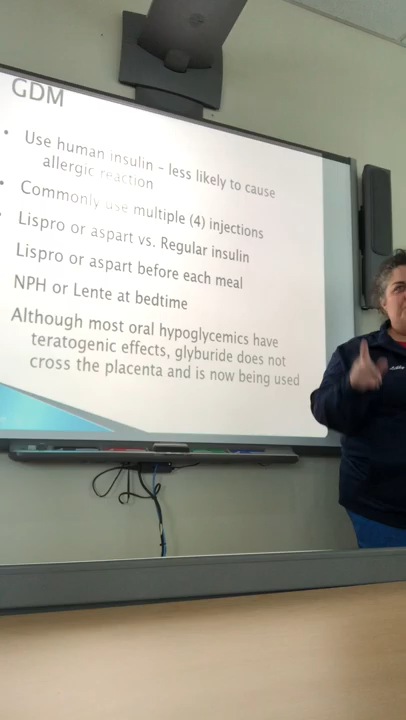 GDM
• Use human insulin – less likely to cause
allergic reaction
• Commonly use multiple (4) injections
• Lispro or aspart vs. Regular insulin
Lispro or aspart before each meal
NPH or Lente at bedtime
Although most oral hypoglycemics have
teratogenic effects, glyburide does not
cross the placenta and is now being used